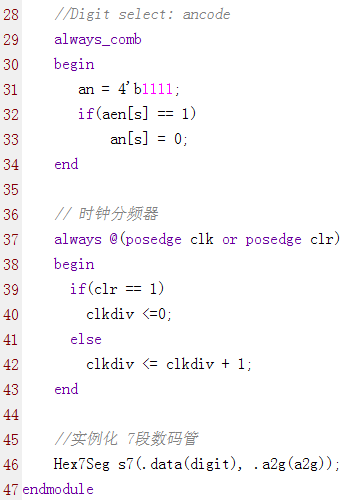 28 //Digit select: ancode
29 always_comb
30 begin
31 an = 4'b1111;
32 if(aen[s] == 1)
33 an[s] = 0;
34 end
35
36 // 时钟分频器
37 always @(posedge clk or posedge clr)
38 begin
39 if(clr == 1)
40 clkdiv <=0;
41 else
42 clkdiv <= clkdiv + 1;
43 end
44
45 //实例化 7段数码管
46 Hex7Seg s7(.data(digit), .a2g(a2g));
47 endmodule